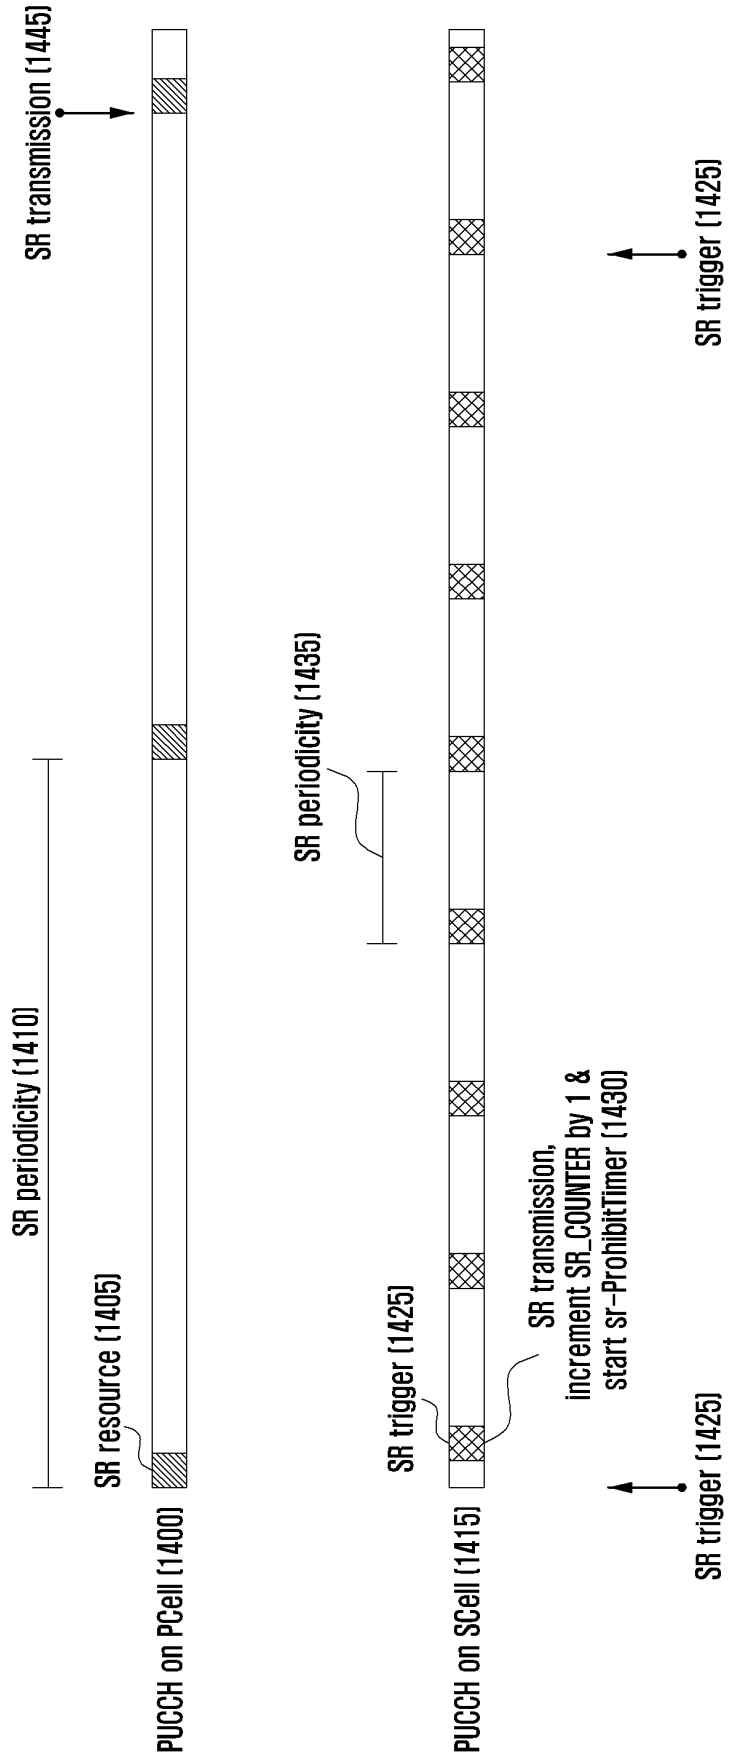 SR periodicity (1410)
SR transmission (1445)
SR resource (1405)
PUCCH on PCell (1400)
SR periodicity (1435)
SR trigger (1425)
PUCCH on SCell (1415)
SR transmission,
increment SR_COUNTER by 1 &
start sr-ProhibitTimer (1430)
SR trigger (1425)
SR trigger (1425)